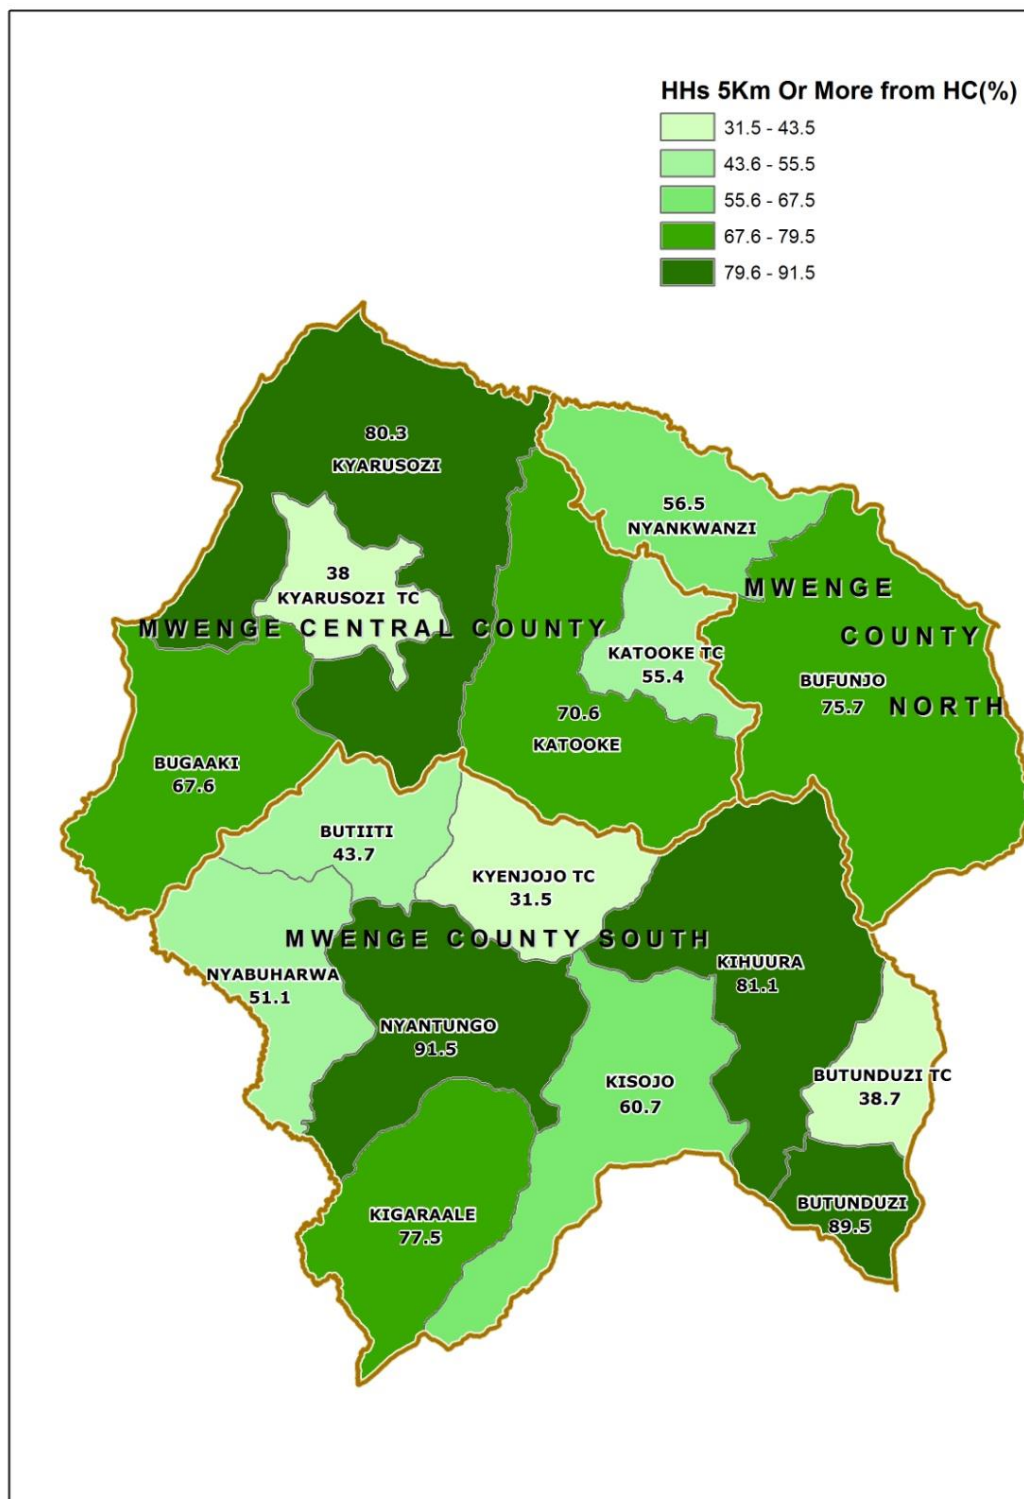 HHs 5Km Or More from HC(%)
31.5 - 43.5
43.6 - 55.5
55.6 - 67.5
67.6 - 79.5
79.6 - 91.5
80.3
KYARUSOZI
56.5
NYANKWANZI
38
KYARUSOZI TC
MWENGE
MWENGE CENTRAL COUNTY
COUNTY
KATOOKE TC
55.4
BUFUNJO
75.7
NORTH
70.6
KATOOKE
BUGAAKI
67.6
BUTIITI
43.7
KYENJOJO TC
31.5
MWENGE COUNTY SOUTH
KIHUURA
81.1
NYABUHARWA
51.1
NYANTUNGO
91.5
KISOJO
60.7
BUTUNDUZI TC
38.7
KIGARAALE
77.5
BUTUNDUZI
89.5